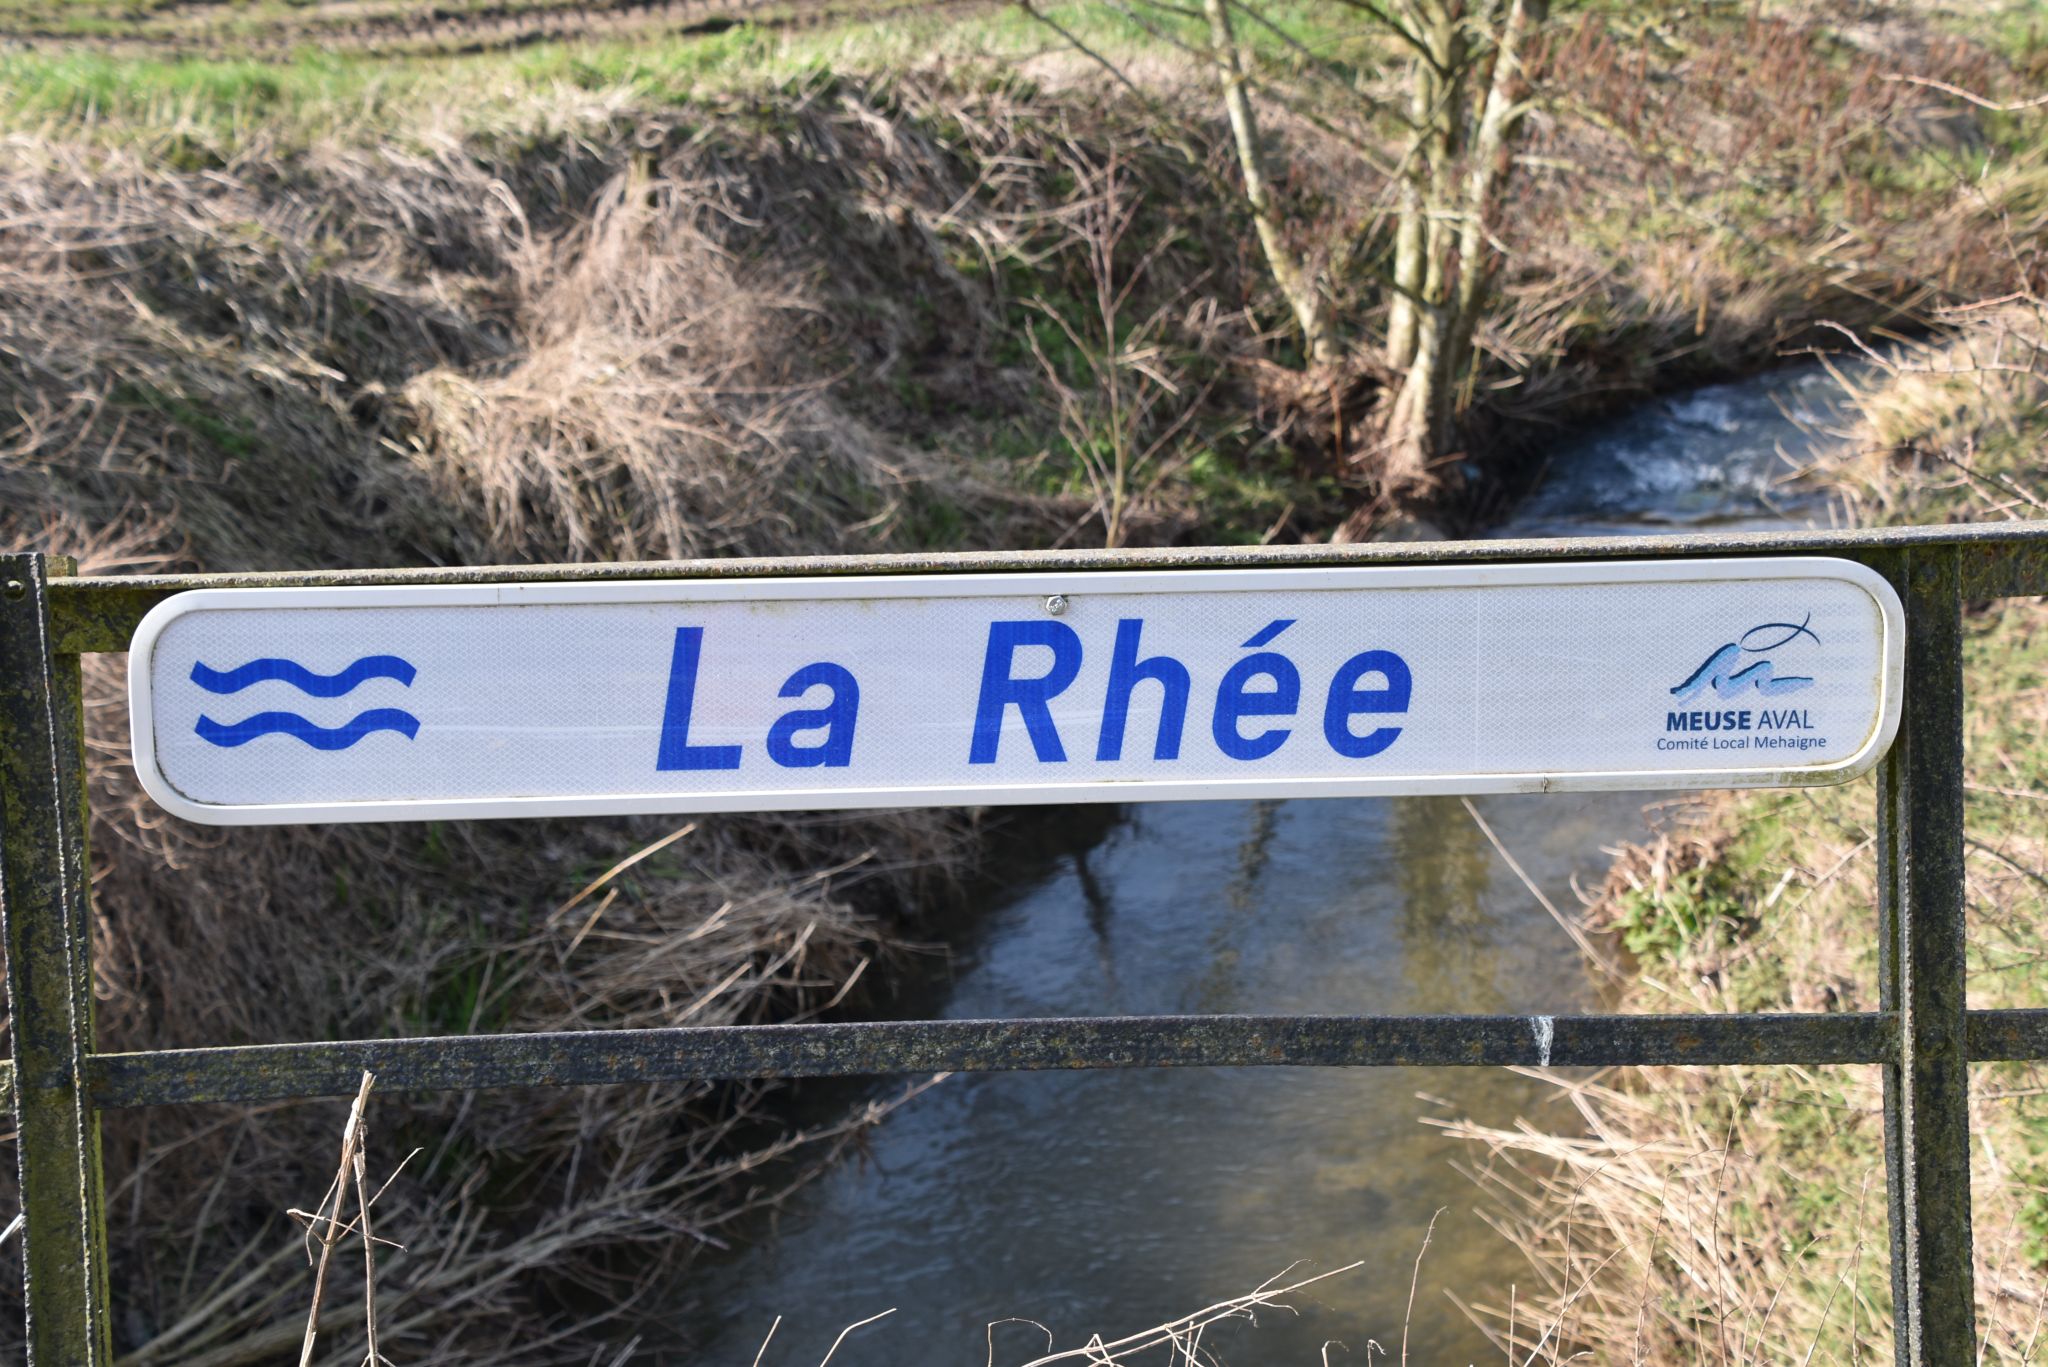 La Rhée
MEUSE AVAL
Comité Local Mehaigne